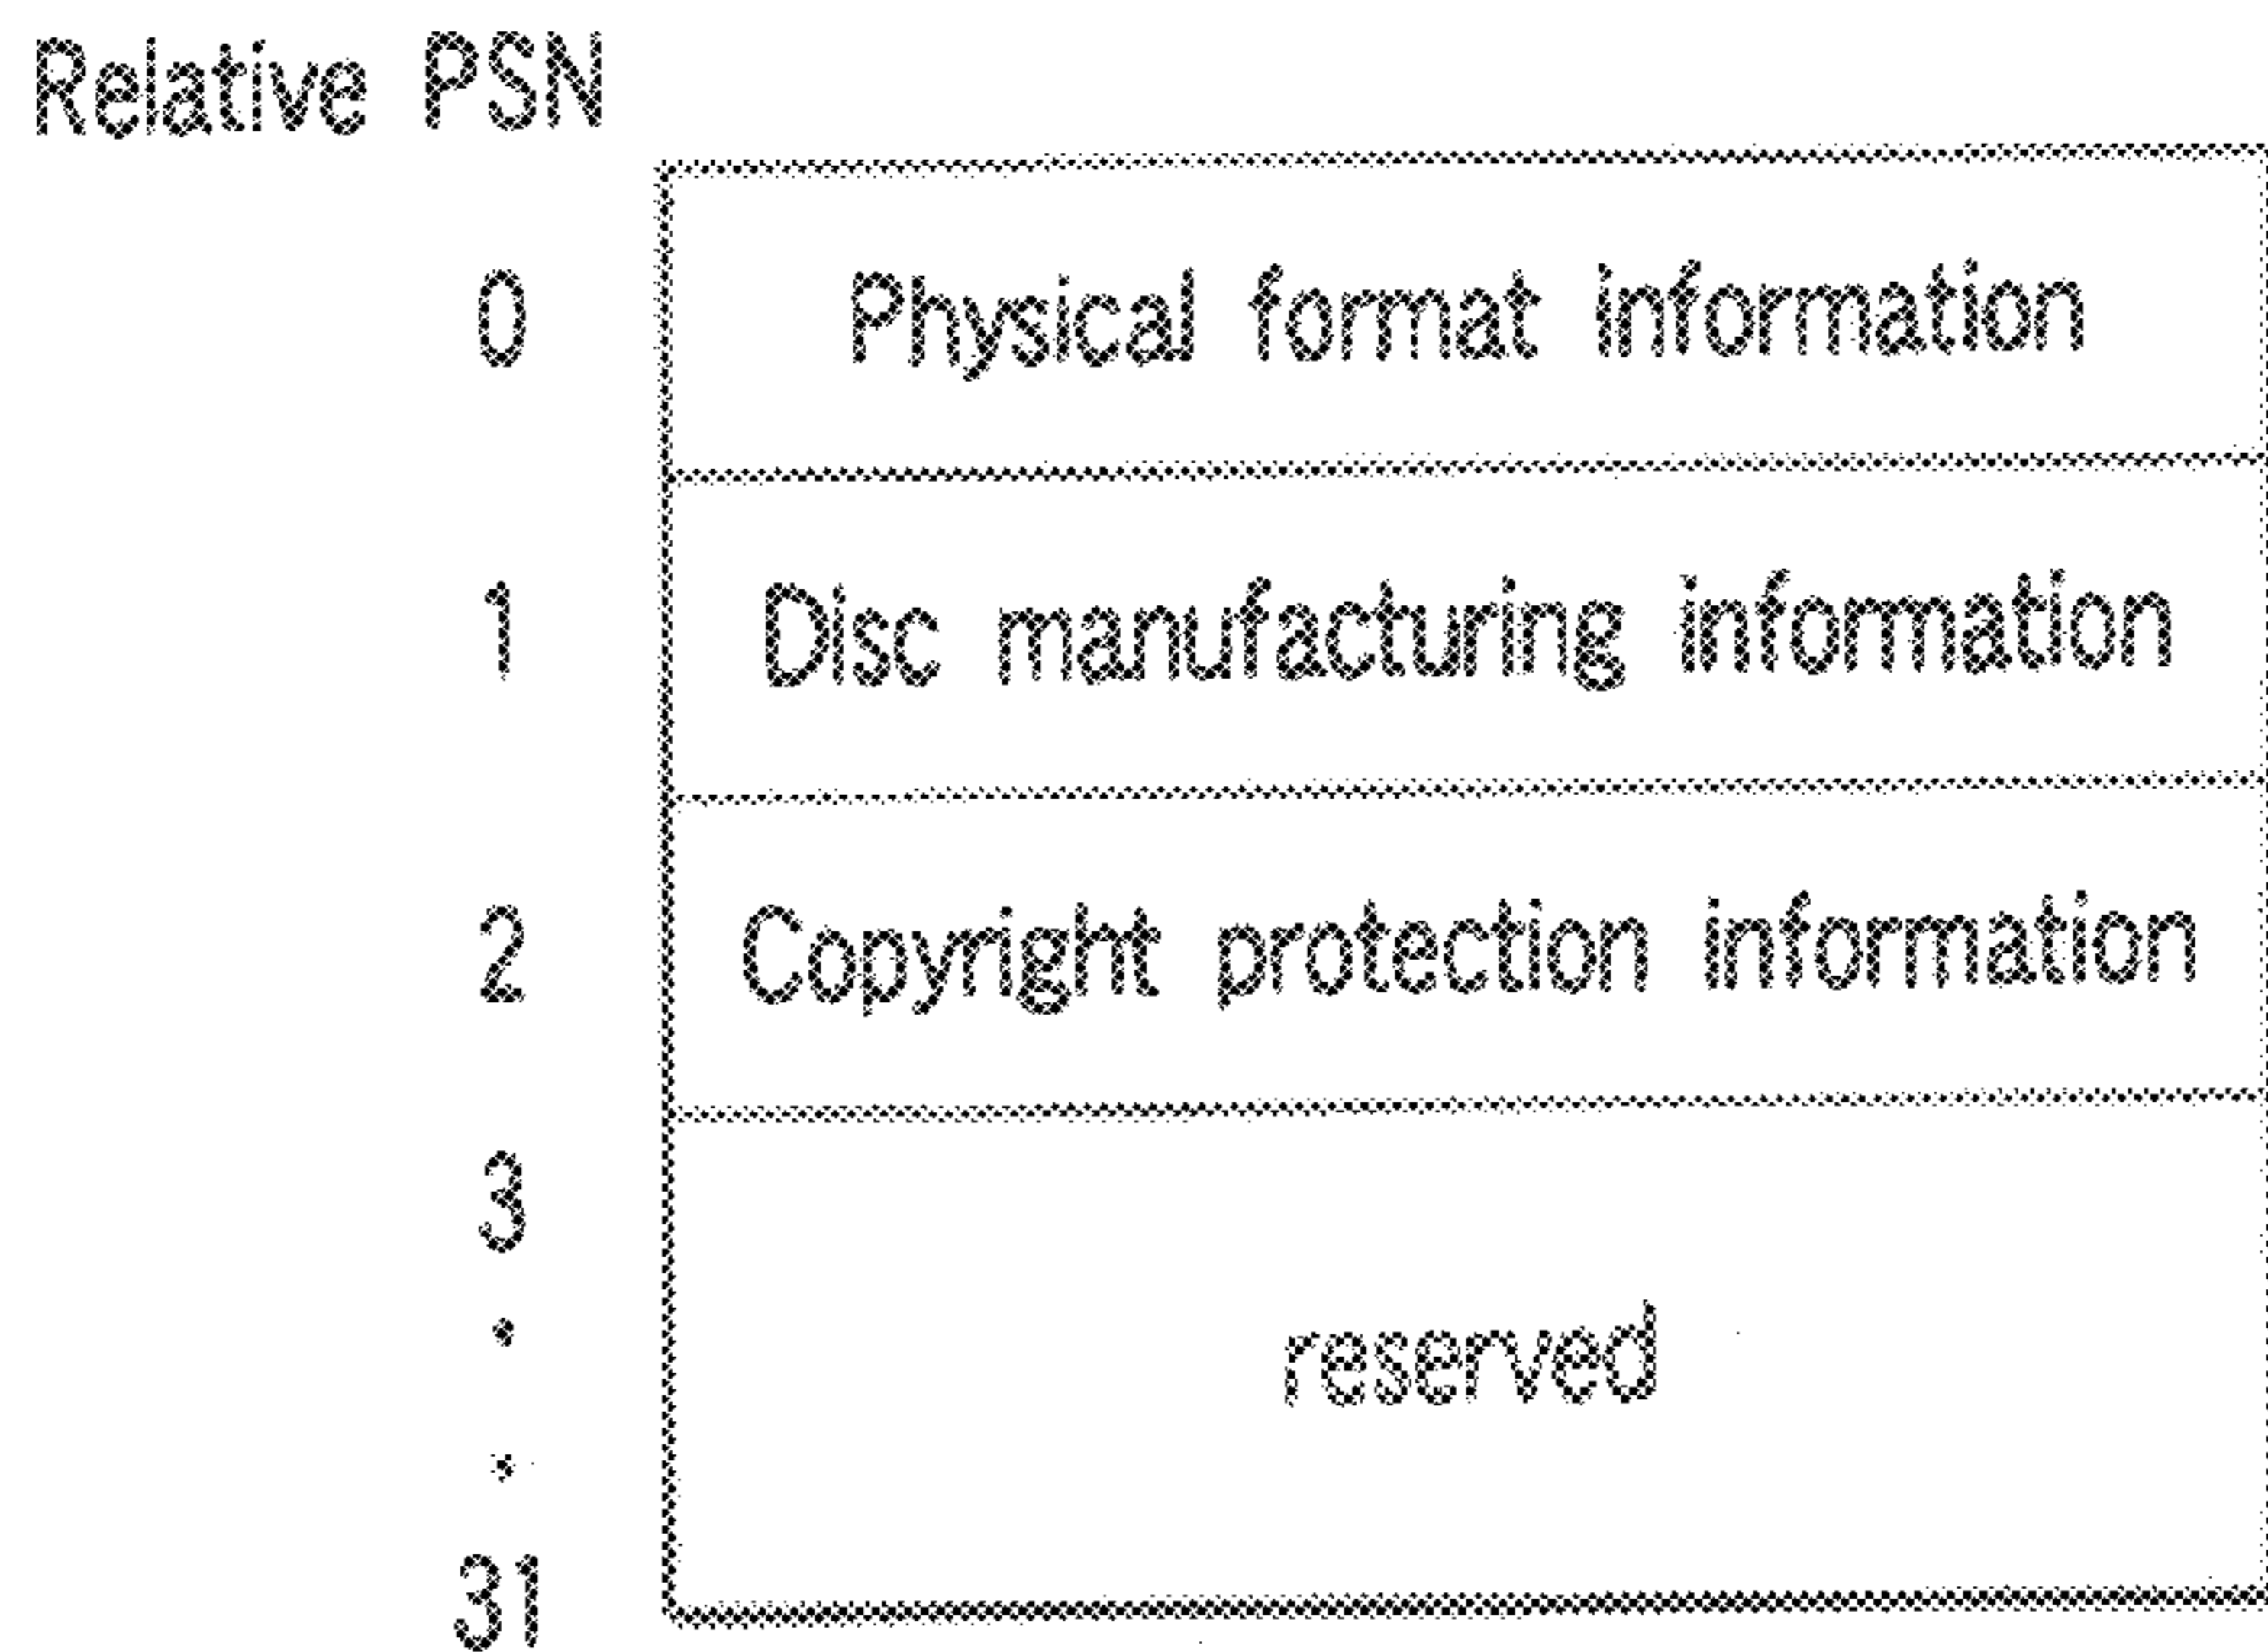 Relative PSN
0 Physical format information
1 Disc manufacturing information
2 Copyright protection information
3
reserved
31